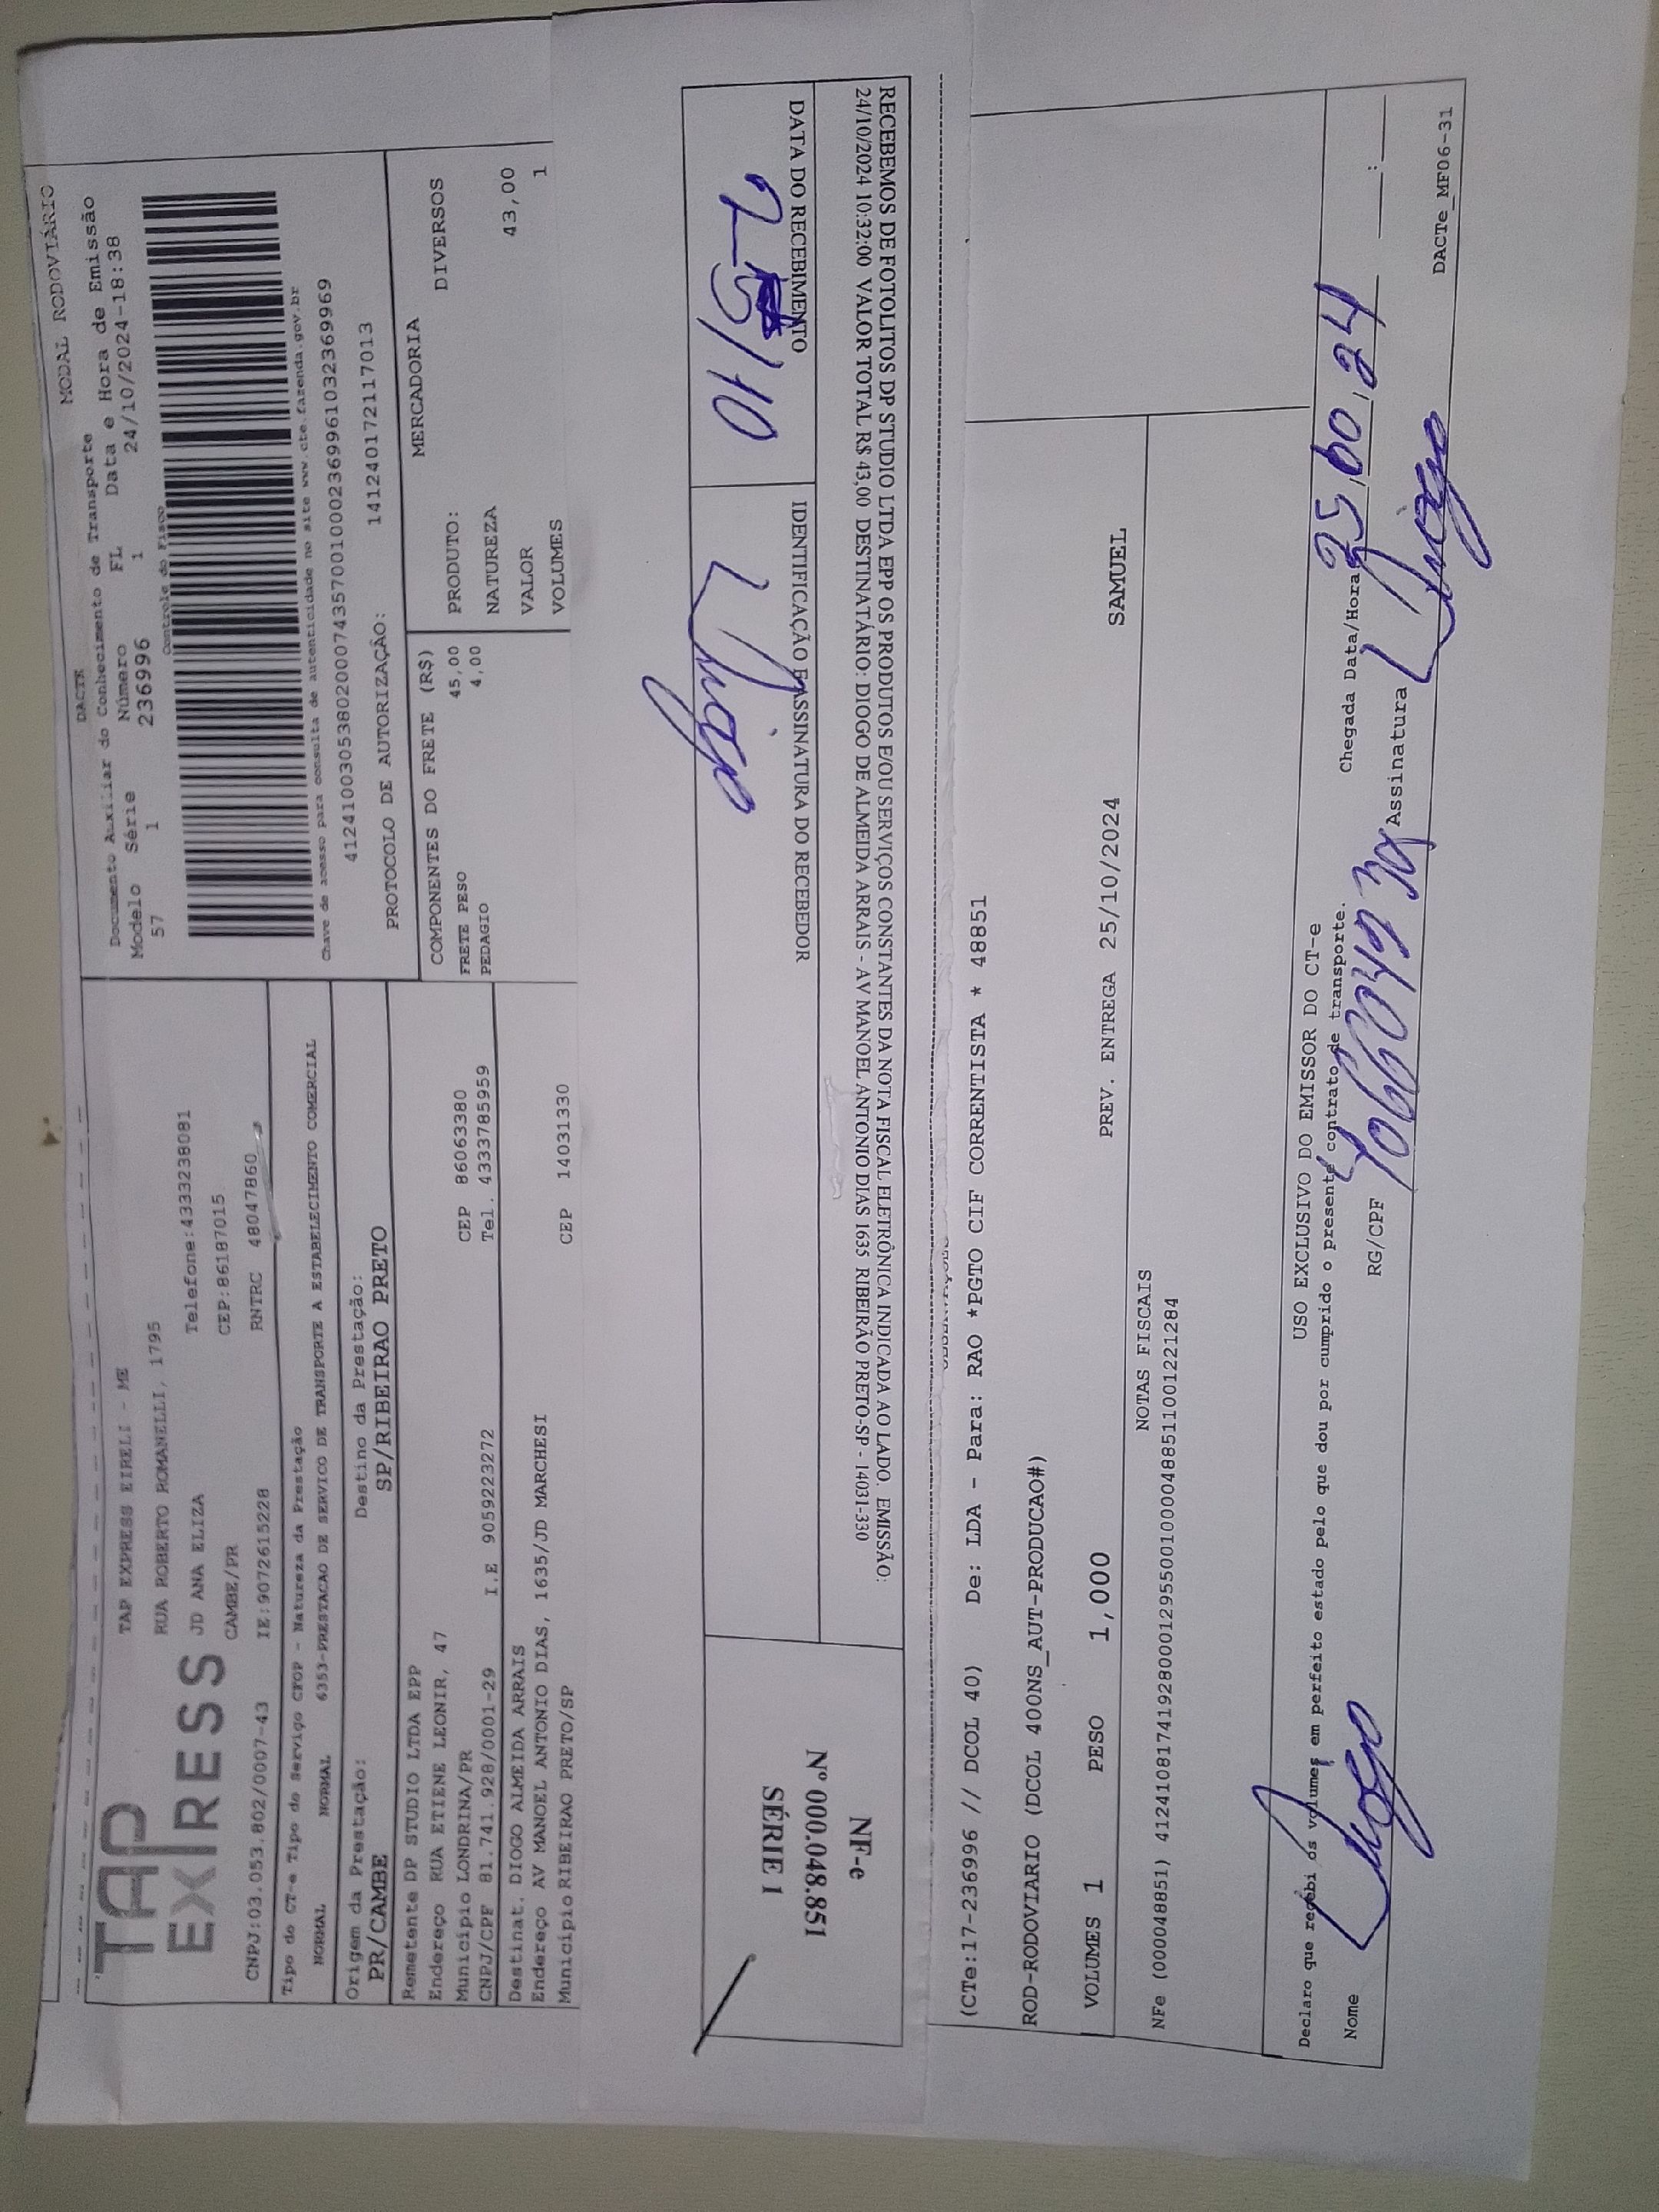 MODAL RODOVIÁRIO
TAP EXPRESS
TAP EXPRESS EIRELI - ME
RUA ROBERTO ROMANELLI, 1795
JD ANA ELIZA
Telefone:4333238081
CAMBE/PR
CEP:86187015
CNPJ:03.053.802/0007-43
IE:9072615228
RNTRC 48047860
DACTE
Documento Auxiliar do Conhecimento de Transporte
Modelo Série Número FL Data e Hora de Emissão
57 1 236996 1 24/10/2024-18:38
Controle do Fisco
Chave de acesso para consulta de autenticidade no site www.cte.fazenda.gov.br
41241003053802000743570010002369961032369969
PROTOCOLO DE AUTORIZAÇÃO: 141240172117013
Tipo do CT-e Tipo do Serviço CFOP - Natureza da Prestação
NORMAL NORMAL 6353-PRESTACAO DE SERVICO DE TRANSPORTE A ESTABELECIMENTO COMERCIAL
Origem da Prestação: Destino da Prestação:
PR/CAMBE SP/RIBEIRAO PRETO
Remetente DP STUDIO LTDA EPP
Endereço RUA ETIENE LEONIR, 47
Município LONDRINA/PR CEP 86063380
CNPJ/CPF 81.741.928/0001-29 I.E 9059223272 Tel. 4333785959
Destinat. DIOGO ALMEIDA ARRAIS
Endereço AV MANOEL ANTONIO DIAS, 1635/JD MARCHESI
Município RIBEIRAO PRETO/SP CEP 14031330
COMPONENTES DO FRETE (R$)
FRETE PESO 45,00
PEDAGIO 4,00
MERCADORIA
PRODUTO: DIVERSOS
NATUREZA
VALOR 43,00
VOLUMES 1
RECEBEMOS DE FOTOLITOS DP STUDIO LTDA EPP OS PRODUTOS E/OU SERVIÇOS CONSTANTES DA NOTA FISCAL ELETRÔNICA INDICADA AO LADO. EMISSÃO:
24/10/2024 10:32:00 VALOR TOTAL R$ 43,00 DESTINATÁRIO: DIOGO DE ALMEIDA ARRAIS - AV MANOEL ANTONIO DIAS 1635 RIBEIRÃO PRETO-SP - 14031-330
DATA DO RECEBIMENTO
25/10
IDENTIFICAÇÃO E ASSINATURA DO RECEBEDOR
Diogo
NF-e
Nº 000.048.851
SÉRIE 1
(CTe:17-236996 // DCOL 40) De: LDA - Para: RAO *PGTO CIF CORRENTISTA * 48851
ROD-RODOVIARIO (DCOL 400NS_AUT-PRODUCAO#)
VOLUMES 1 PESO 1,000 PREV. ENTREGA 25/10/2024 SAMUEL
NOTAS FISCAIS
NFe (00048851) 41241081741928000129550010000488511001221284
USO EXCLUSIVO DO EMISSOR DO CT-e
Declaro que recebi os volumes em perfeito estado pelo que dou por cumprido o presente contrato de transporte.
Nome Diogo RG/CPF Chegada Data/Hora 25 10 24 :
Assinatura Diogo
DACTe_MF06-31